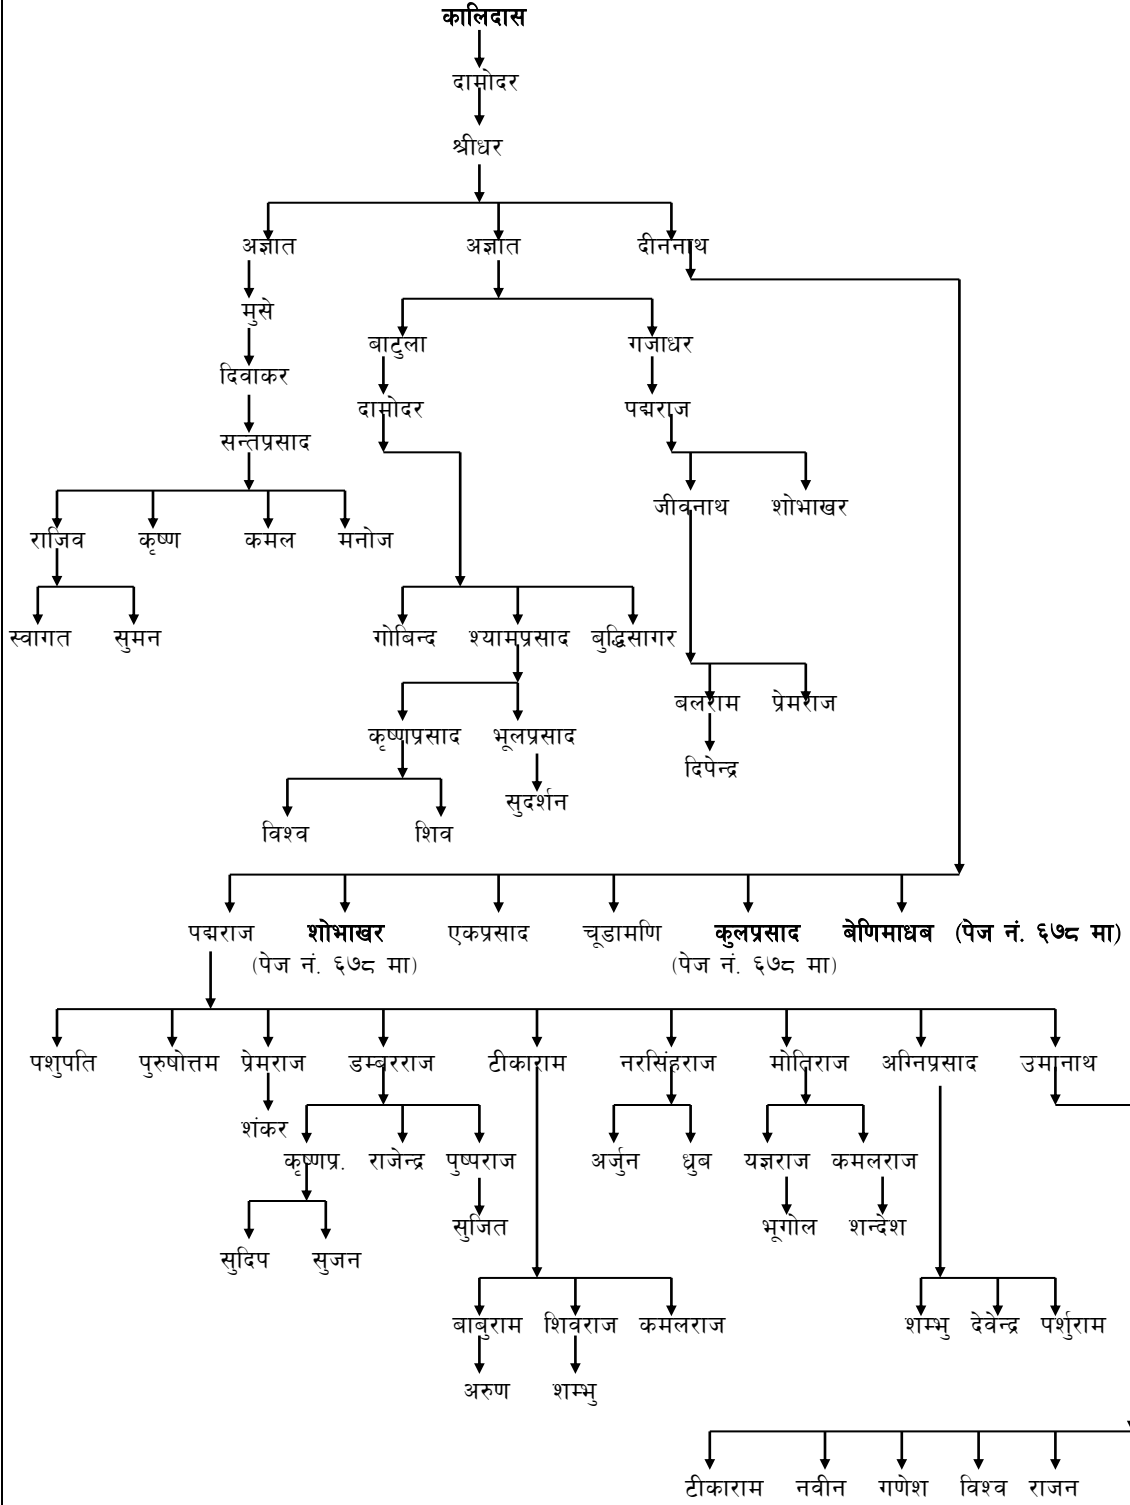 कालिदास
दामोदर
श्रीधर
अज्ञात अज्ञात दीननाथ
मुसे
बाटुला गजाधर
दिवाकर
दामोदर पद्मराज
सन्तप्रसाद
जीवनाथ शोभाखर
राजिव कृष्ण कमल मनोज
स्वागत सुमन गोबिन्द श्यामप्रसाद बुद्धिसागर
बलराम प्रेमराज
कृष्णप्रसाद भूलप्रसाद
दिपेन्द्र
सुदर्शन
विश्व शिव
पद्मराज शोभाखर एकप्रसाद चूडामणि कुलप्रसाद बेणिमाधब (पेज नं. ६७८ मा)
(पेज नं. ६७८ मा) (पेज नं. ६७८ मा)
पशुपति पुरुषोत्तम प्रेमराज डम्बरराज टीकाराम नरसिंहराज मोतिराज अग्निप्रसाद उमानाथ
शंकर
कृष्णप्र. राजेन्द्र पुष्पराज अर्जुन ध्रुब यज्ञराज कमलराज
सुजित भूगोल शन्देश
सुदिप सुजन
बाबुराम शिवराज कमलराज शम्भु देवेन्द्र पर्शुराम
अरुण शम्भु
टीकाराम नवीन गणेश विश्व राजन